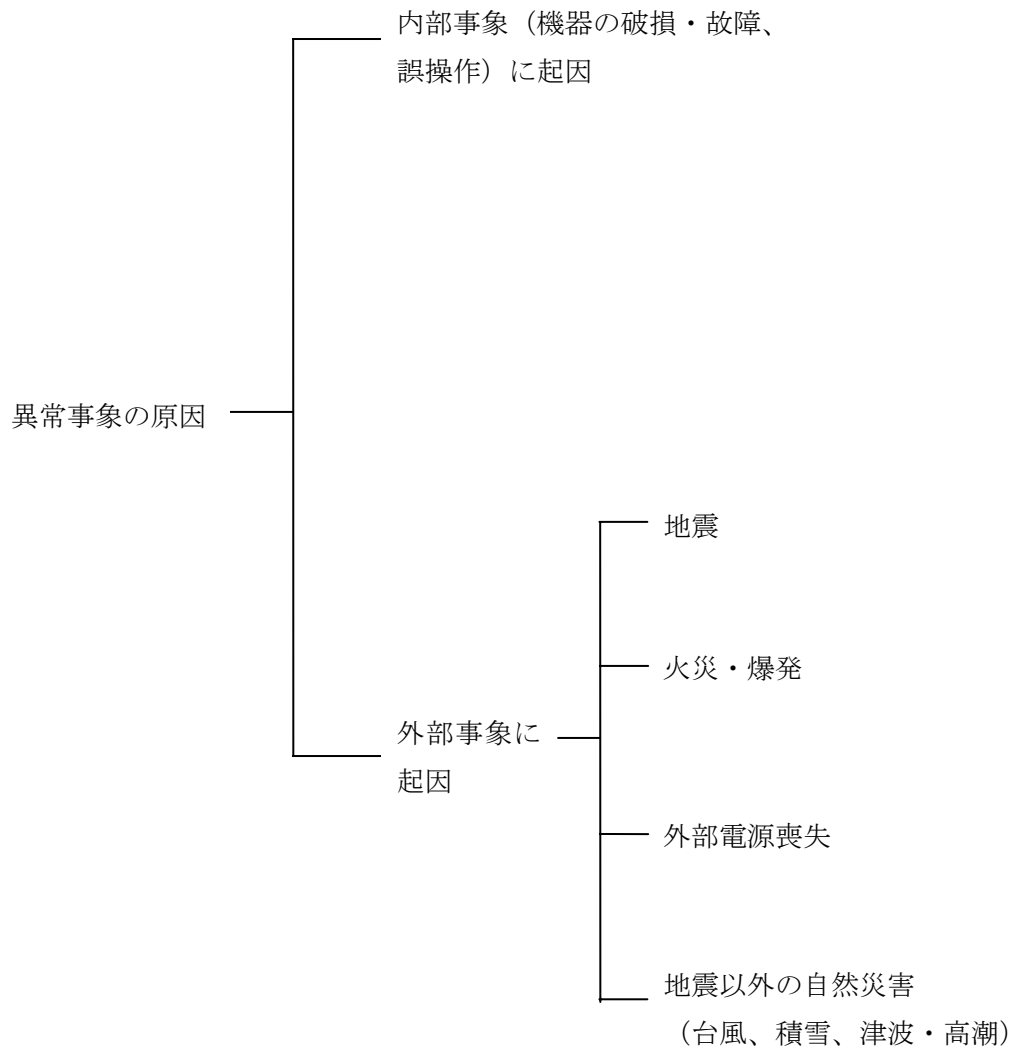 内部事象（機器の破損・故障、
誤操作）に起因
異常事象の原因
地震
火災・爆発
外部事象に
起因
外部電源喪失
地震以外の自然災害
（台風、積雪、津波・高潮）